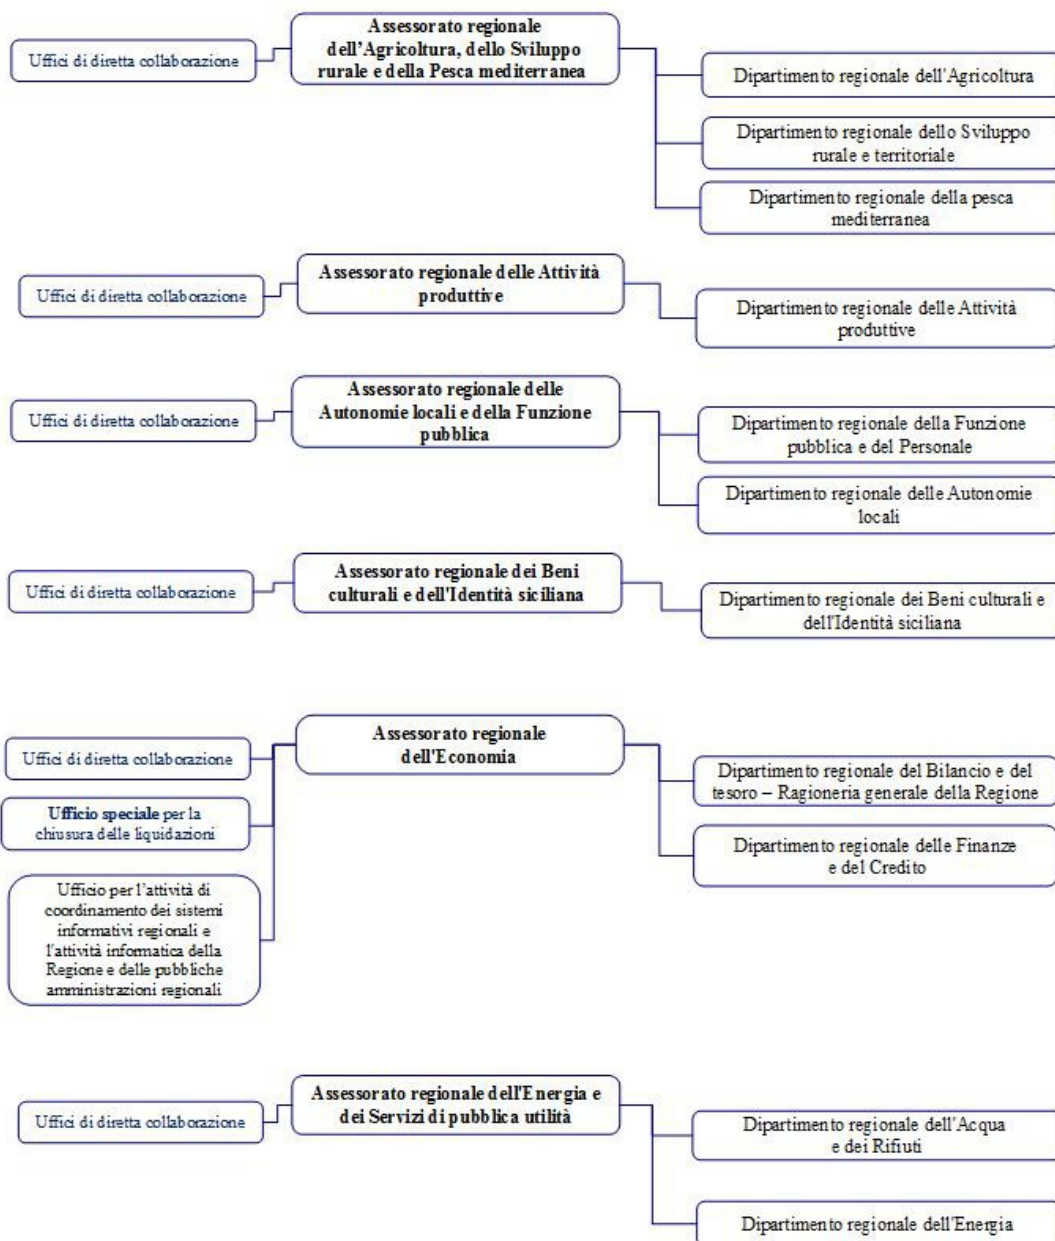 Assessorato regionale
dell'Agricoltura, dello Sviluppo
rurale e della Pesca mediterranea
Uffici di diretta collaborazione
Dipartimento regionale dell'Agricoltura
Dipartimento regionale dello Sviluppo
rurale e territoriale
Dipartimento regionale della pesca
mediterranea
Assessorato regionale delle Attività
produttive
Uffici di diretta collaborazione
Dipartimento regionale delle Attività
produttive
Assessorato regionale delle
Autonomie locali e della Funzione
pubblica
Uffici di diretta collaborazione
Dipartimento regionale della Funzione
pubblica e del Personale
Dipartimento regionale delle Autonomie
locali
Assessorato regionale dei Beni
culturali e dell'Identità siciliana
Uffici di diretta collaborazione
Dipartimento regionale dei Beni culturali e
dell'Identità siciliana
Assessorato regionale
dell'Economia
Uffici di diretta collaborazione
Ufficio speciale per la
chiusura delle liquidazioni
Ufficio per l'attività di
coordinamento dei sistemi
informativi regionali e
l'attività informatica della
Regione e delle pubbliche
amministrazioni regionali
Dipartimento regionale del Bilancio e del
tesoro – Ragioneria generale della Regione
Dipartimento regionale delle Finanze
e del Credito
Assessorato regionale dell'Energia e
dei Servizi di pubblica utilità
Uffici di diretta collaborazione
Dipartimento regionale dell'Acqua
e dei Rifiuti
Dipartimento regionale dell'Energia